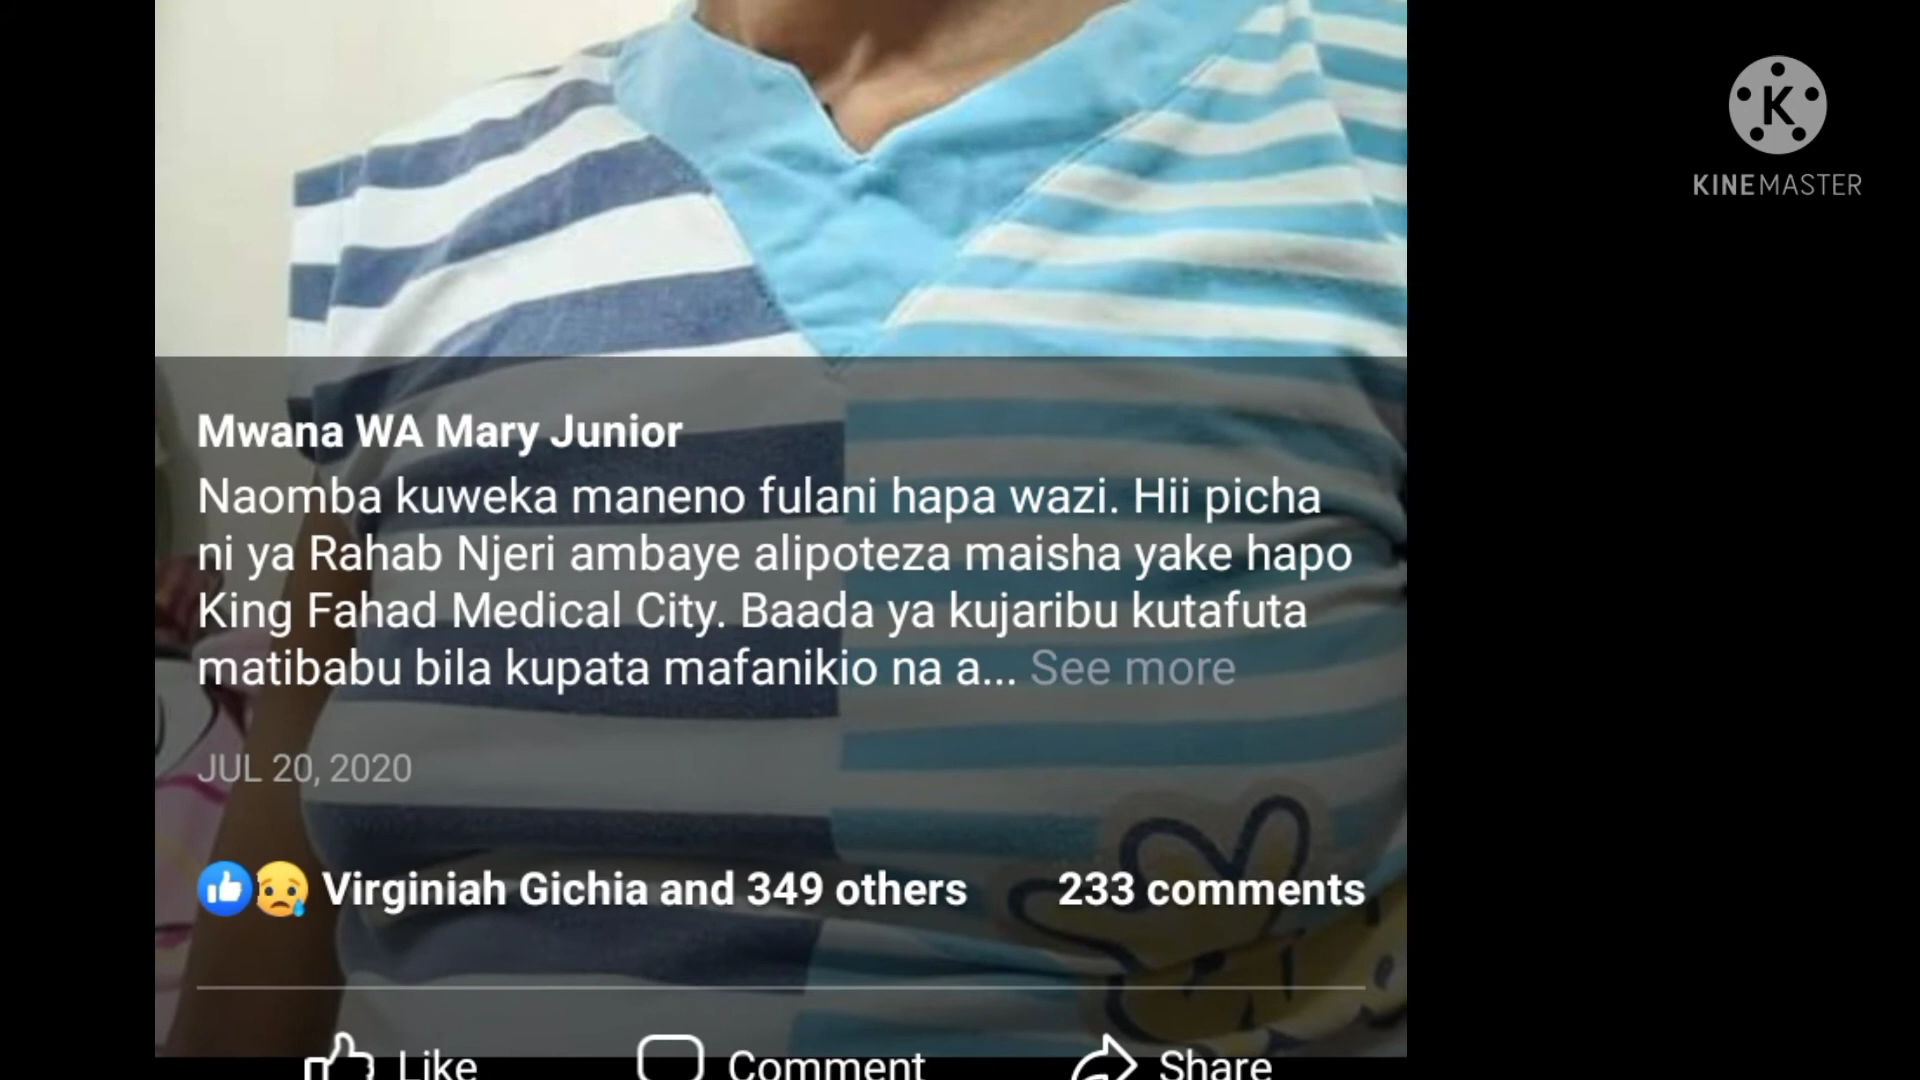 K
KINEMASTER
Mwana WA Mary Junior
Naomba kuweka maneno fulani hapa wazi. Hii picha
ni ya Rahab Njeri ambaye alipoteza maisha yake hapo
King Fahad Medical City. Baada ya kujaribu kutafuta
matibabu bila kupata mafanikio na a... See more
JUL 20, 2020
Virginiah Gichia and 349 others 233 comments
Like Comment Share